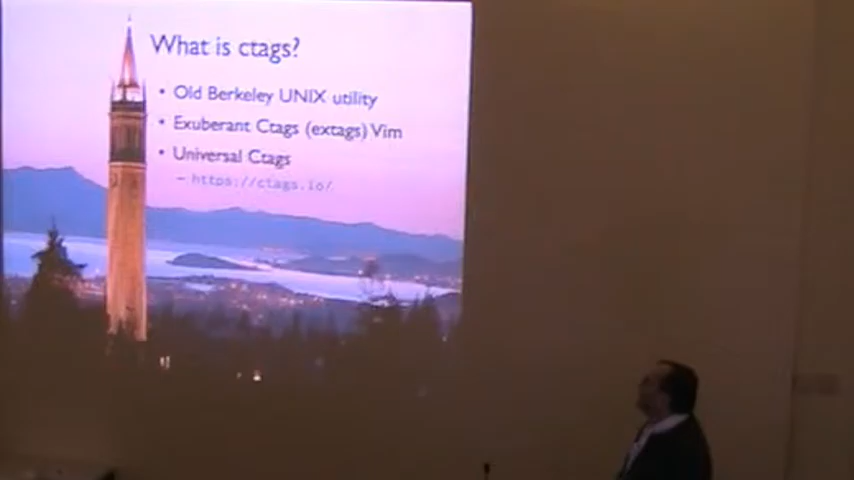 What is ctags?
• Old Berkeley UNIX utility
• Exuberant Ctags (extags) Vim
• Universal Ctags
– https://ctags.io/